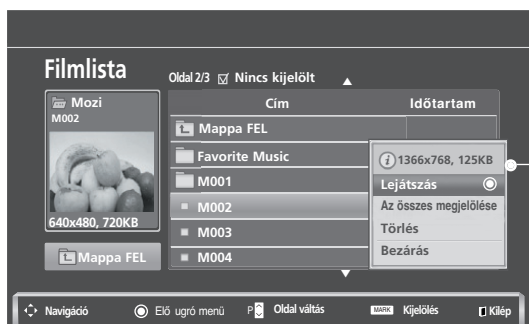 Filmlista
Oldal 2/3 Nincs kijelölt
Mozi
M002
640x480, 720KB
Mappa FEL
Cím Időtartam
Mappa FEL
Favorite Music
M001
M002
M003
M004
1366x768, 125KB
Lejátszás
Az összes megjelölése
Törlés
Bezárás
Navigáció Elő ugró menü P Oldal váltás MARK Kijelölés Kilép